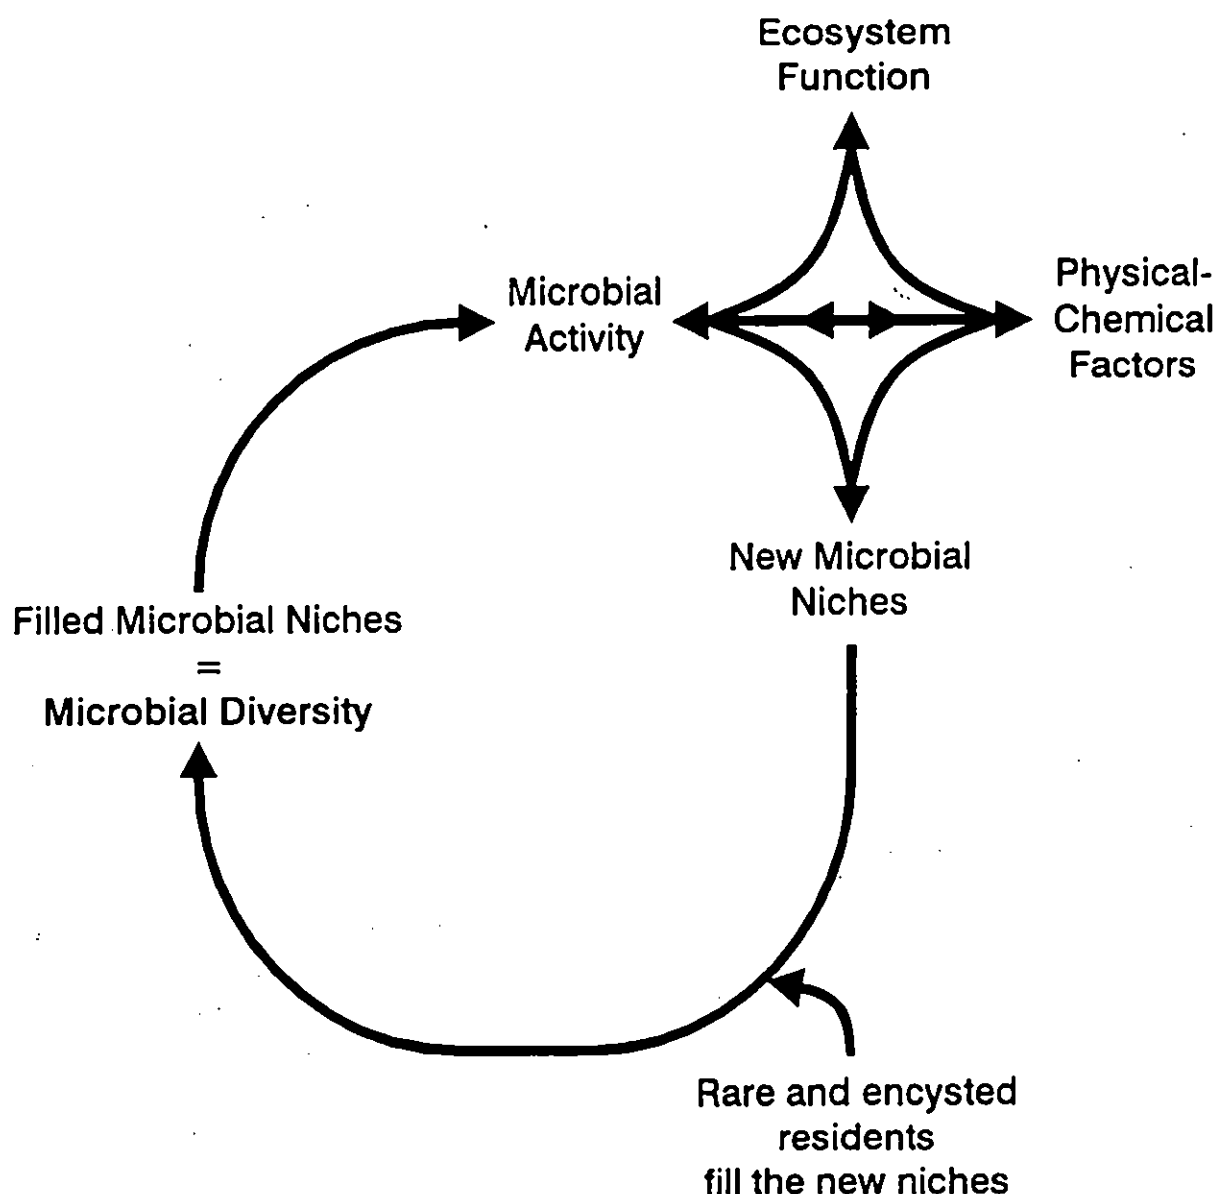 Ecosystem
Function
Microbial
Activity
Physical-
Chemical
Factors
New Microbial
Niches
Filled Microbial Niches
=
Microbial Diversity
Rare and encysted
residents
fill the new niches